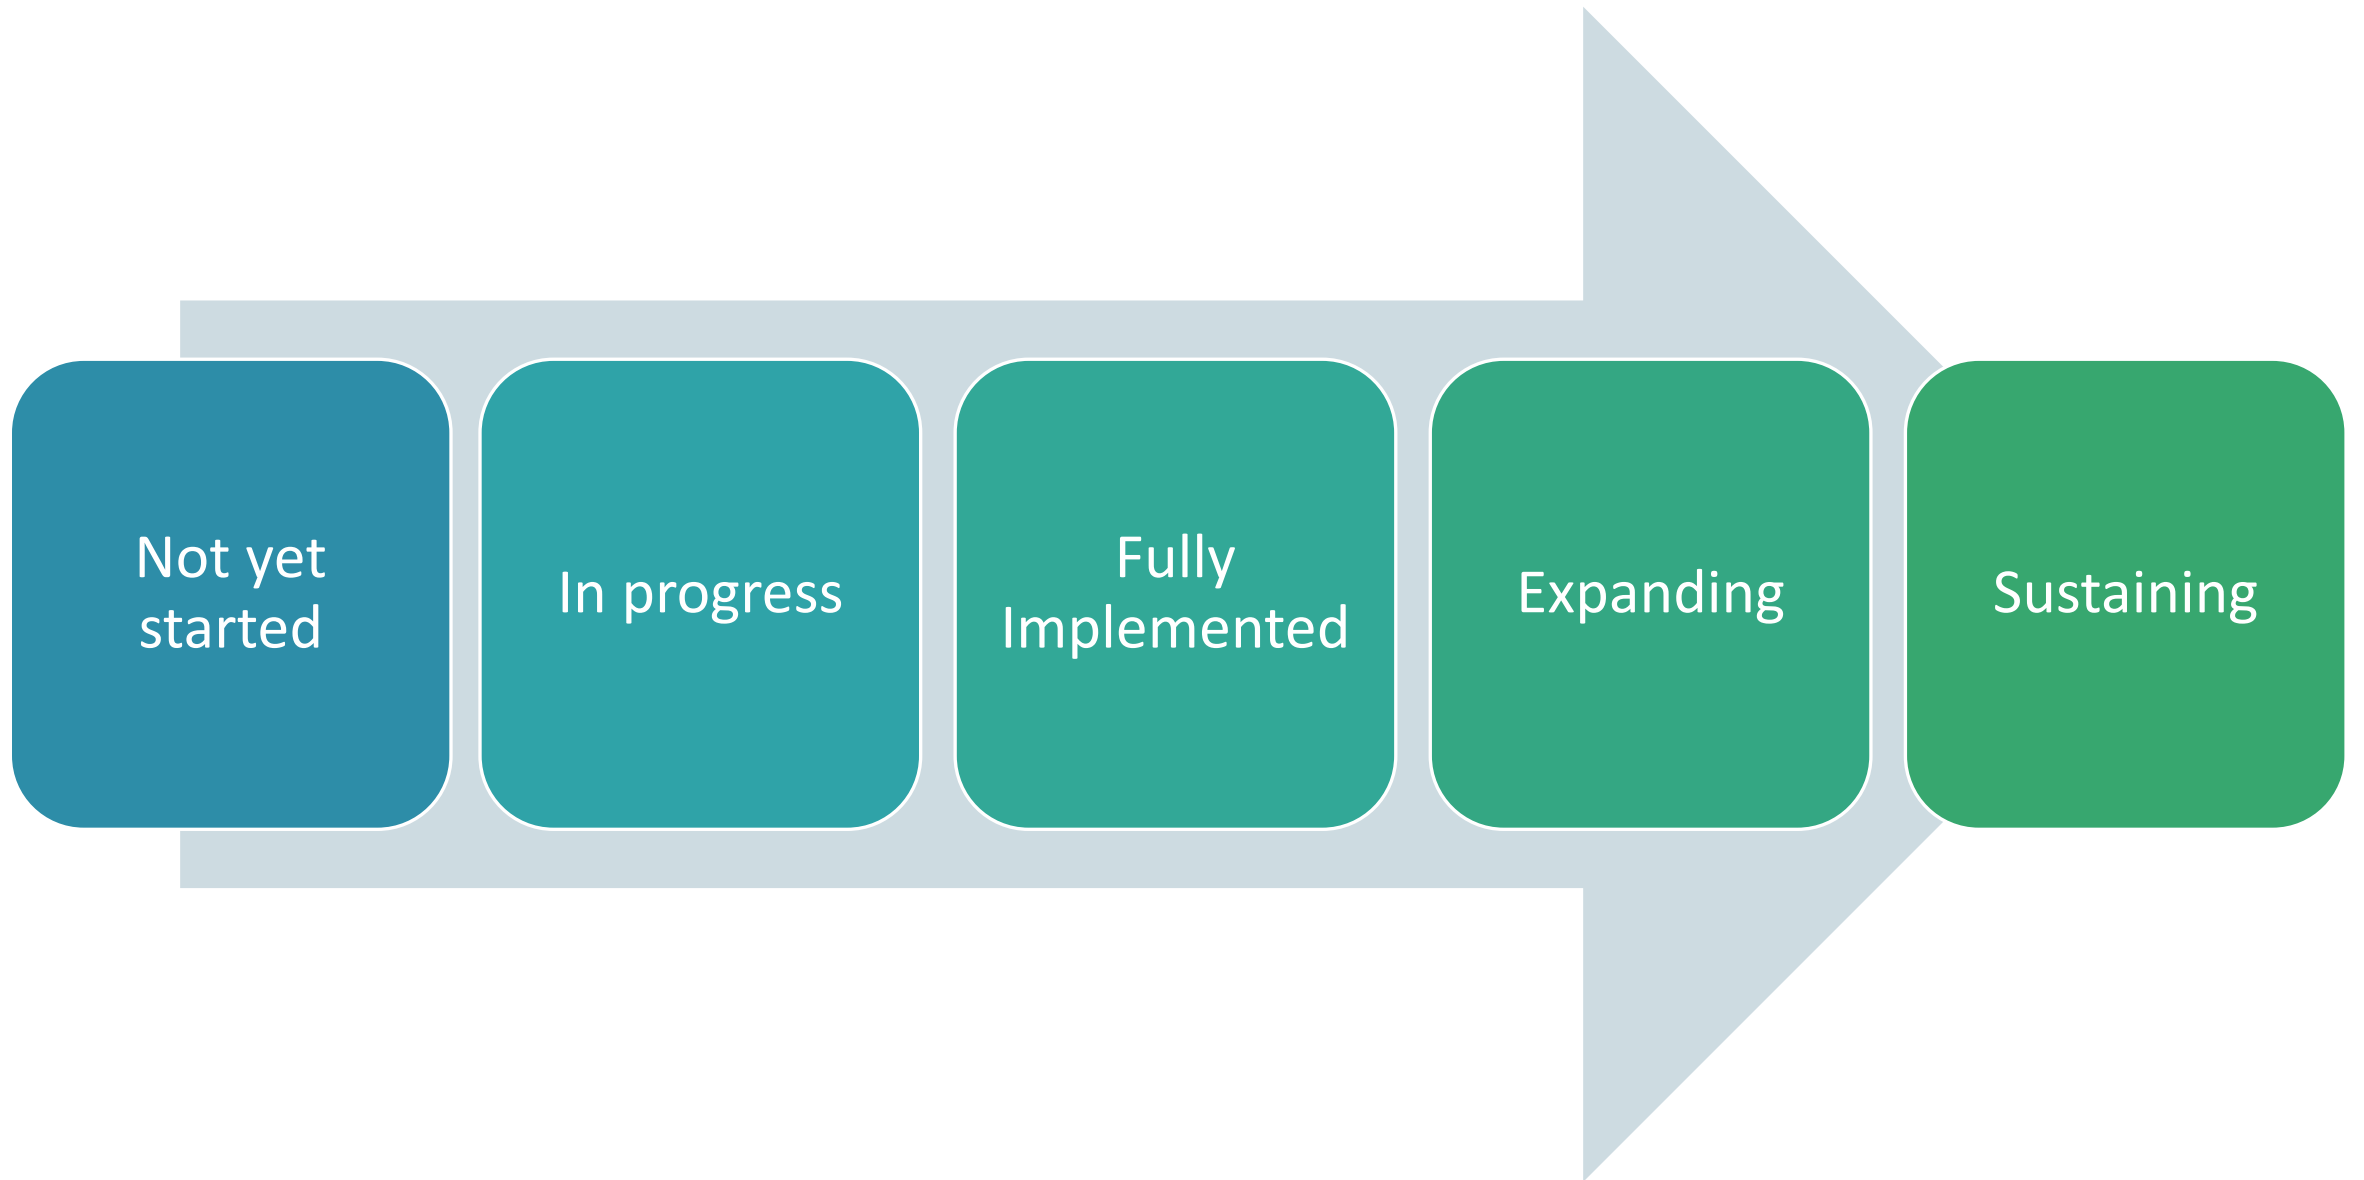 Not yet
started
In progress
Fully
Implemented
Expanding
Sustaining